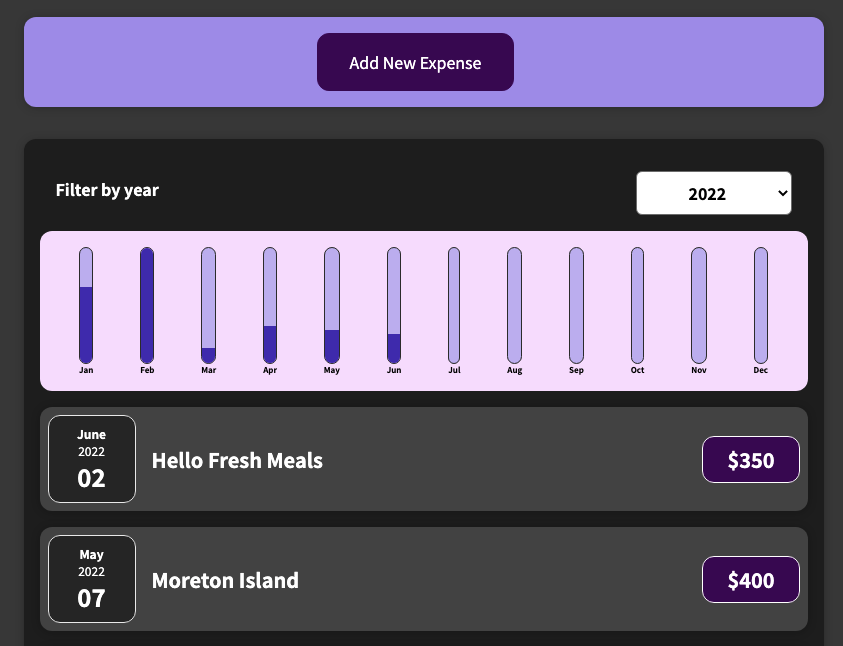 Add New Expense
Filter by year
2022
Jan Feb Mar Apr May Jun Jul Aug Sep Oct Nov Dec
June
2022
02
Hello Fresh Meals
$350
May
2022
07
Moreton Island
$400